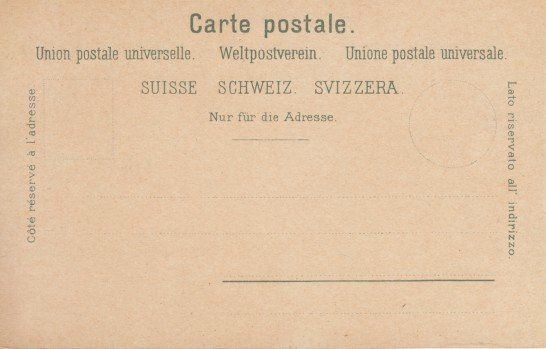 Carte postale.
Union postale universelle. Weltpostverein. Unione postale universale.
SUISSE SCHWEIZ. SVIZZERA.
Nur für die Adresse.
Côté réservé à l'adresse
Lato riservato all' indirizzo.